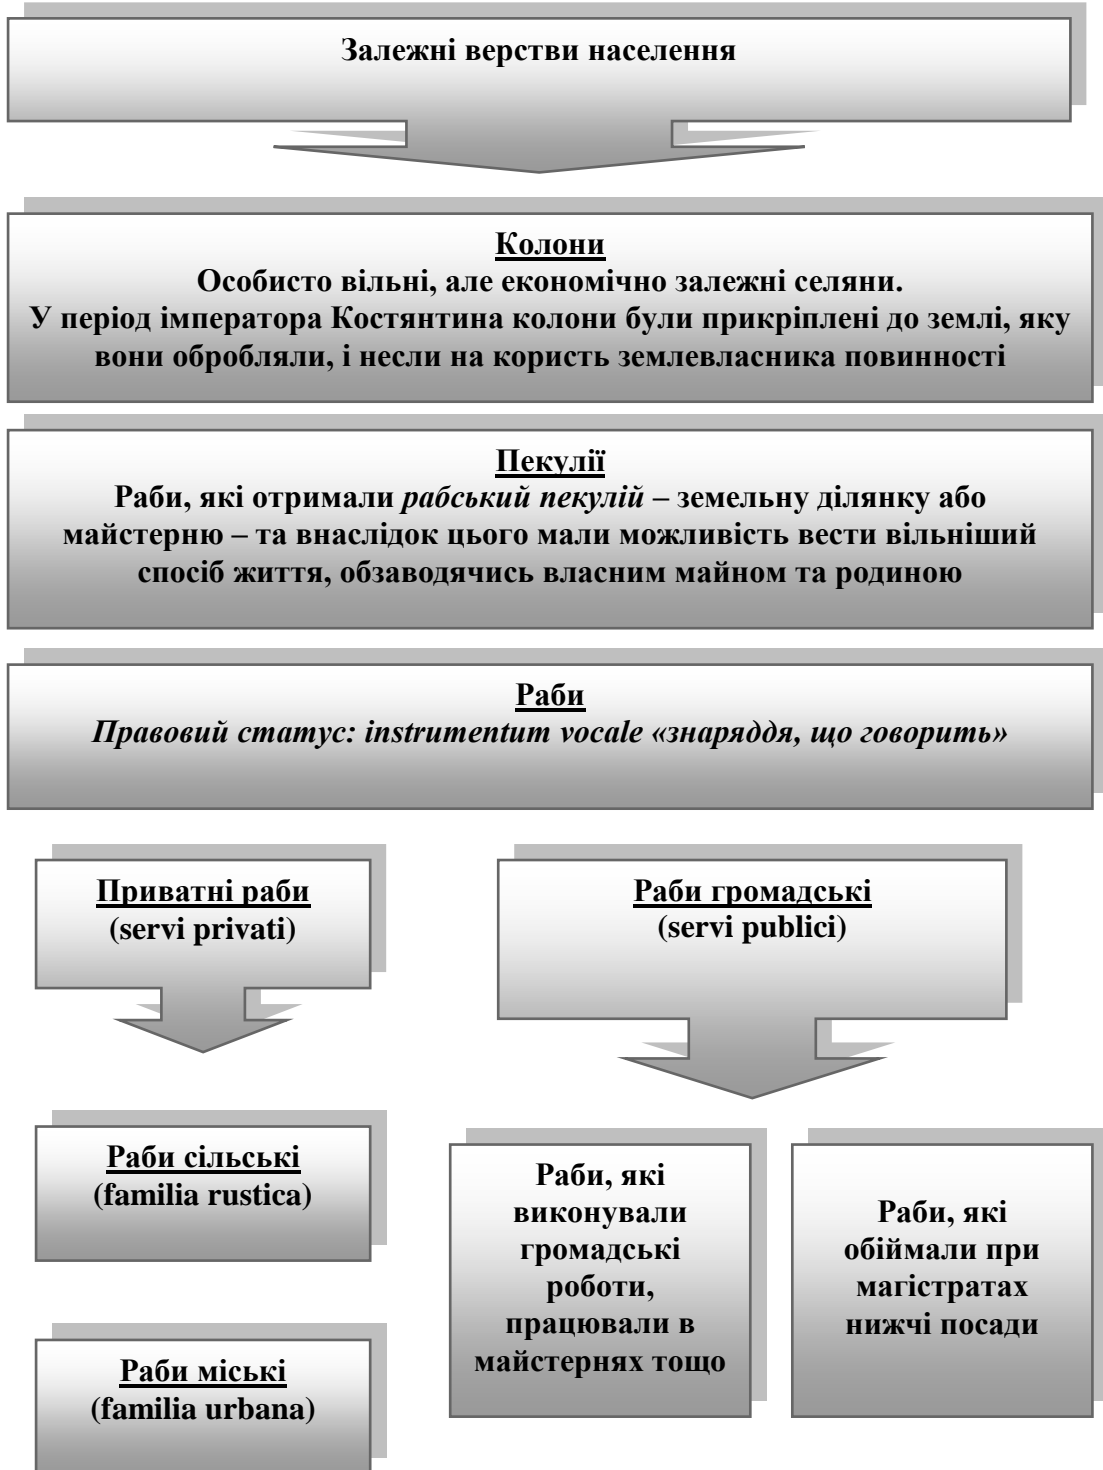 Залежні верстви населення
Колони
Особисто вільні, але економічно залежні селяни.
У період імператора Костянтина колони були прикріплені до землі, яку
вони обробляли, і несли на користь землевласника повинності
Пекулії
Раби, які отримали рабський пекулій – земельну ділянку або
майстерню – та внаслідок цього мали можливість вести вільніший
спосіб життя, обзаводячись власним майном та родиною
Раби
Правовий статус: instrumentum vocale «знаряддя, що говорить»
Приватні раби
(servi privati)
Раби громадські
(servi publici)
Раби сільські
(familia rustica)
Раби міські
(familia urbana)
Раби, які
виконували
громадські
роботи,
працювали в
майстернях тощо
Раби, які
обіймали при
магістратах
нижчі посади